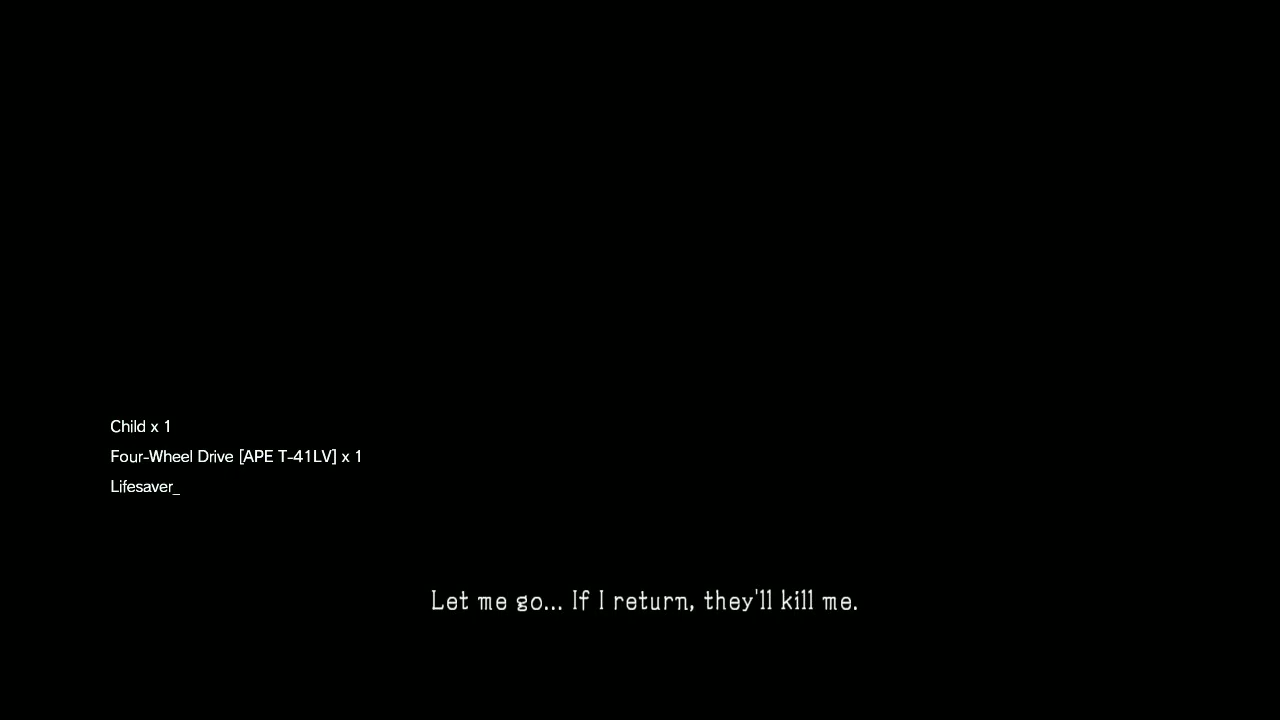 Child x 1
Four-Wheel Drive [APE T-41LV] x 1
Lifesaver_
Let me go... If I return, they'll kill me.